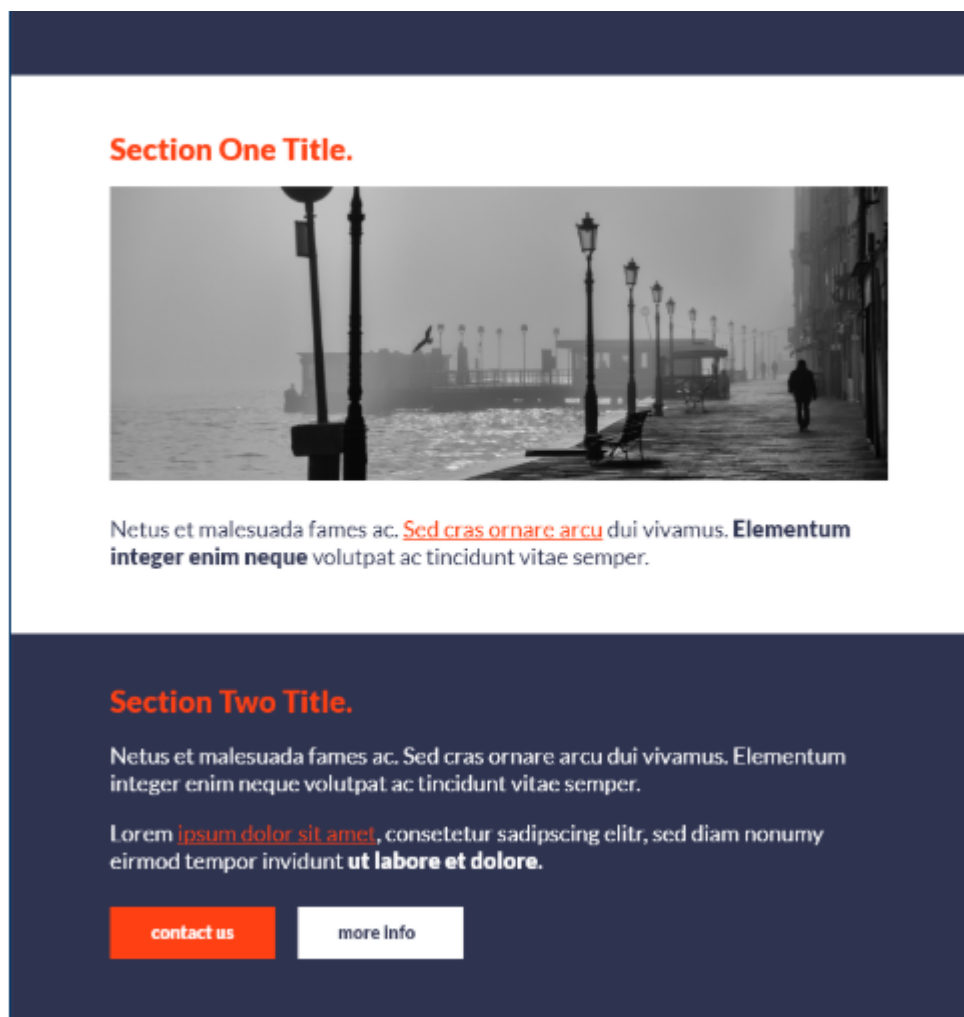 Section One Title.
Netus et malesuada fames ac. Sed cras ornare arcu dui vivamus. Elementum
integer enim neque volutpat ac tincidunt vitae semper.
Section Two Title.
Netus et malesuada fames ac. Sed cras ornare arcu dui vivamus. Elementum
integer enim neque volutpat ac tincidunt vitae semper.
Lorem ipsum dolor sit amet, consetetur sadipscing elitr, sed diam nonumy
eirmod tempor invidunt ut labore et dolore.
contact us
more info